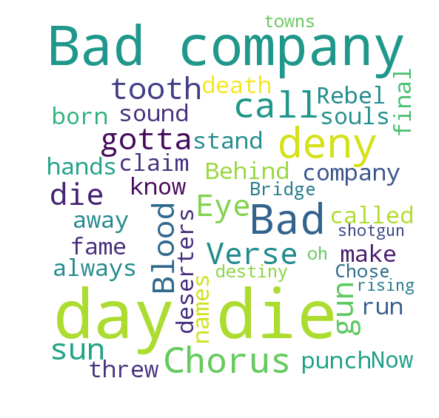 towns
Bad company
tooth death
call Rebel
born sound souls final
gotta stand deny
hands claim Behind company
die know Bridge
Eye Bad called
away Blood deserters shotgun
fame Verse oh make
always names destiny Chose
day die gun rising
run
sun Chorus punch Now
threw